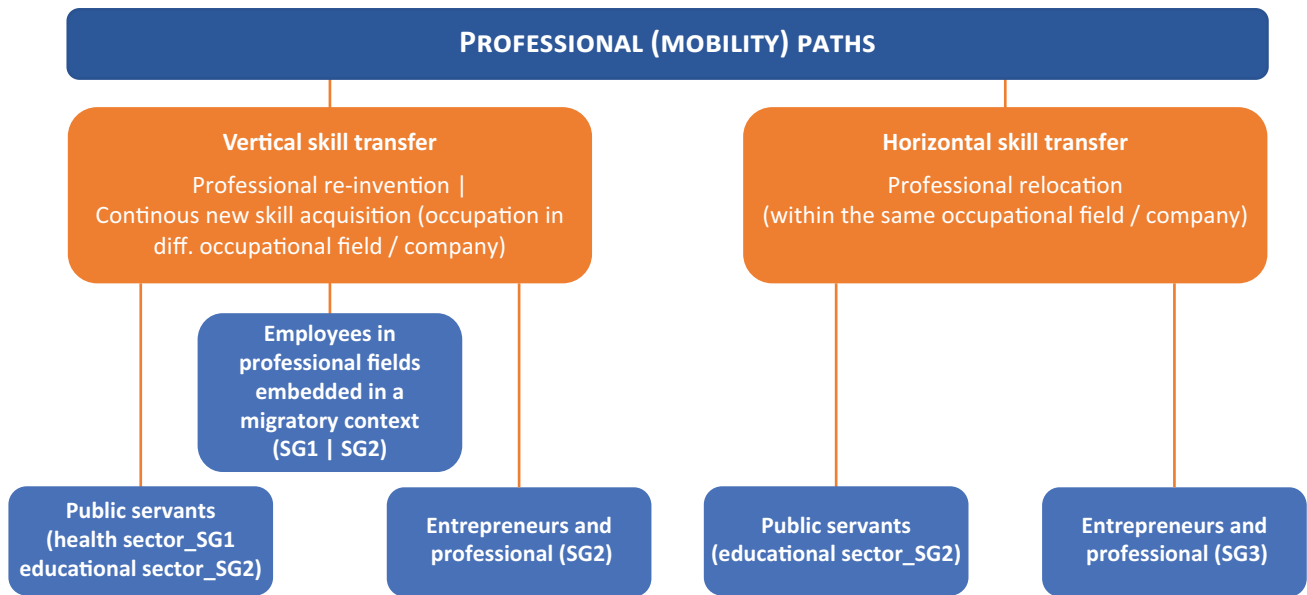 PROFESSIONAL (MOBILITY) PATHS
Vertical skill transfer
Professional re-invention |
Continous new skill acquisition (occupation in
diff. occupational field / company)
Horizontal skill transfer
Professional relocation
(within the same occupational field / company)
Employees in
professional fields
embedded in a
migratory context
(SG1 | SG2)
Public servants
(health sector_SG1
educational sector_SG2)
Entrepreneurs and
professional (SG2)
Public servants
(educational sector_SG2)
Entrepreneurs and
professional (SG3)